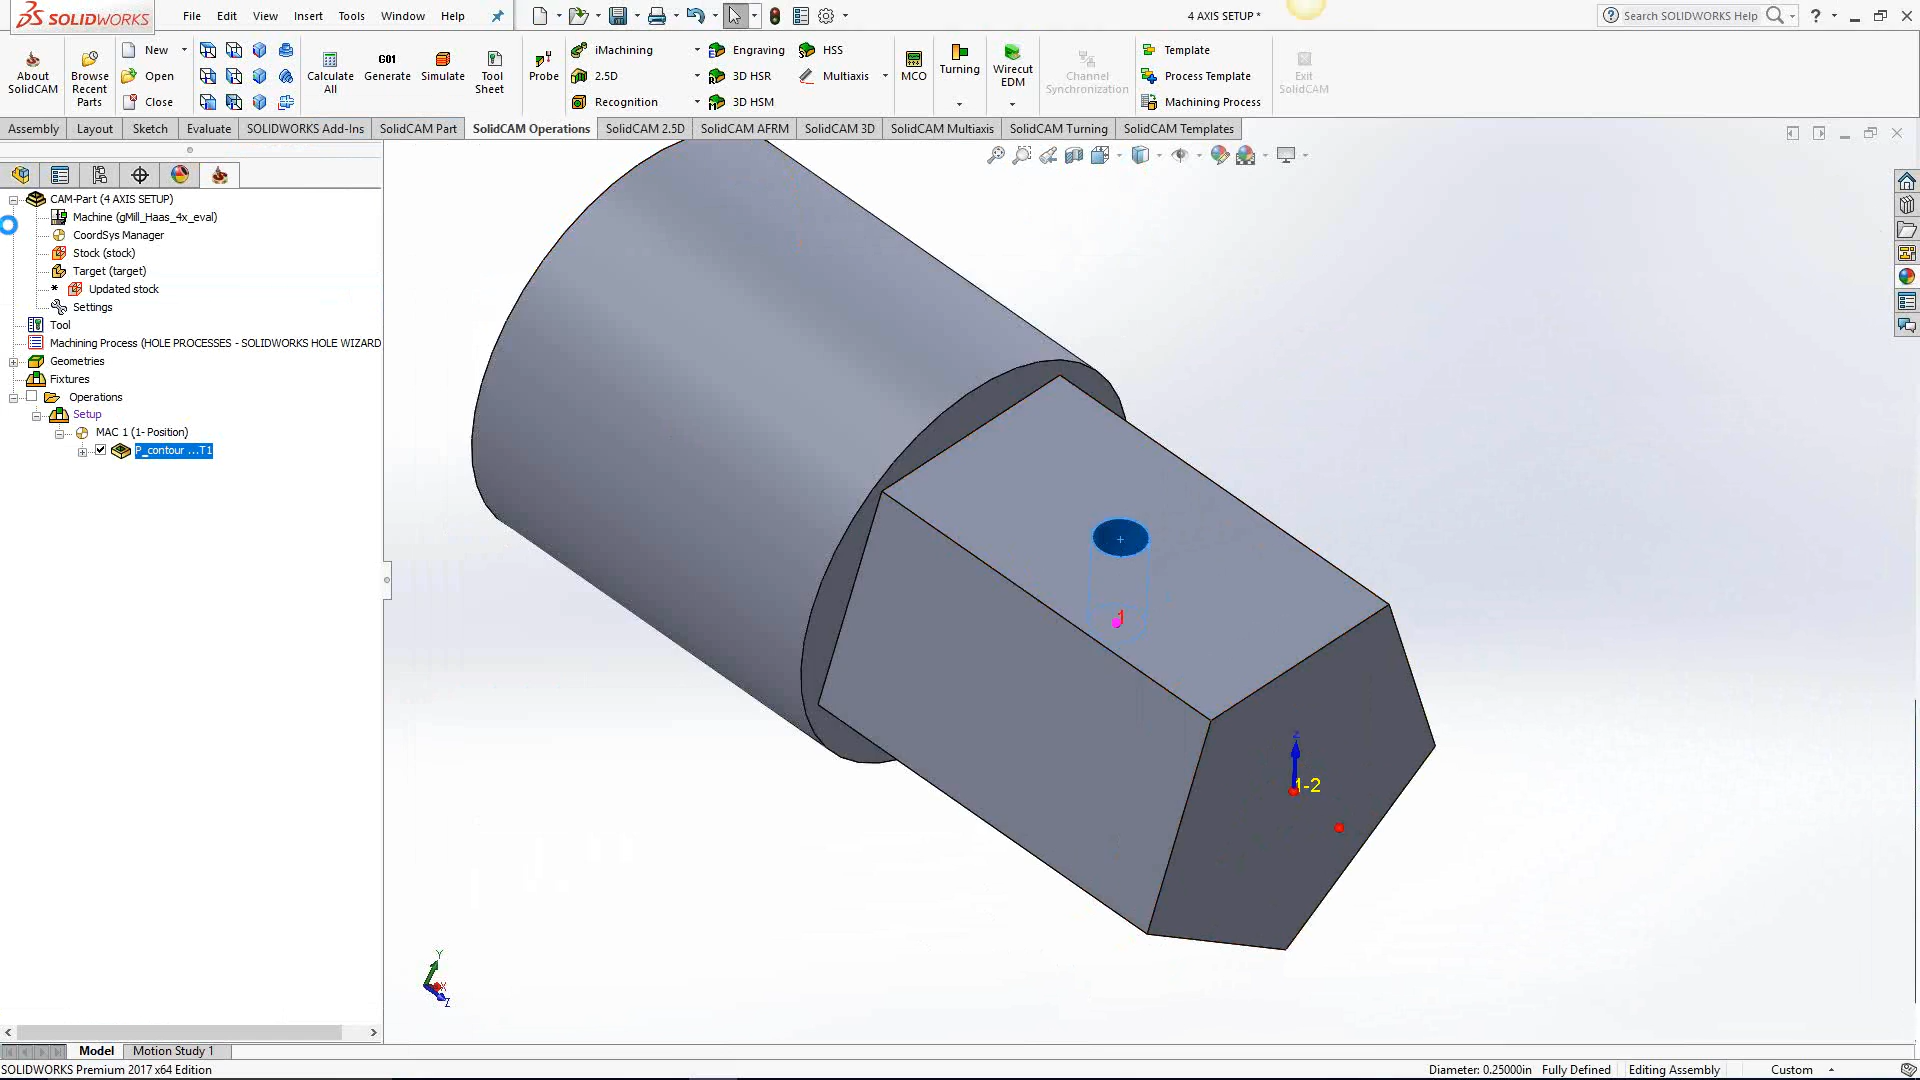 SOLIDWORKS File Edit View Insert Tools Window Help 4 AXIS SETUP * Search SOLIDWORKS Help ?
New iMachining Engraving HSS Template
About SolidCAM Browse Recent Parts Open Calculate All G01 Generate Simulate Tool Sheet Probe 2.5D 3D HSR Multiaxis MCO Turning Wirecut EDM Channel Synchronization Process Template Exit SolidCAM
Close Recognition 3D HSM Machining Process
Assembly Layout Sketch Evaluate SOLIDWORKS Add-Ins SolidCAM Part SolidCAM Operations SolidCAM 2.5D SolidCAM AFRM SolidCAM 3D SolidCAM Multiaxis SolidCAM Turning SolidCAM Templates
CAM-Part (4 AXIS SETUP)
Machine (gMill_Haas_4x_eval)
CoordSys Manager
Stock (stock)
Target (target)
* Updated stock
Settings
Tool
Machining Process (HOLE PROCESSES - SOLIDWORKS HOLE WIZARD
Geometries
Fixtures
Operations
Setup
MAC 1 (1- Position)
P_contour ...T1
1
Z
1-2
Y
X
Z
Model Motion Study 1
SOLIDWORKS Premium 2017 x64 Edition Diameter: 0.25000in Fully Defined Editing Assembly Custom